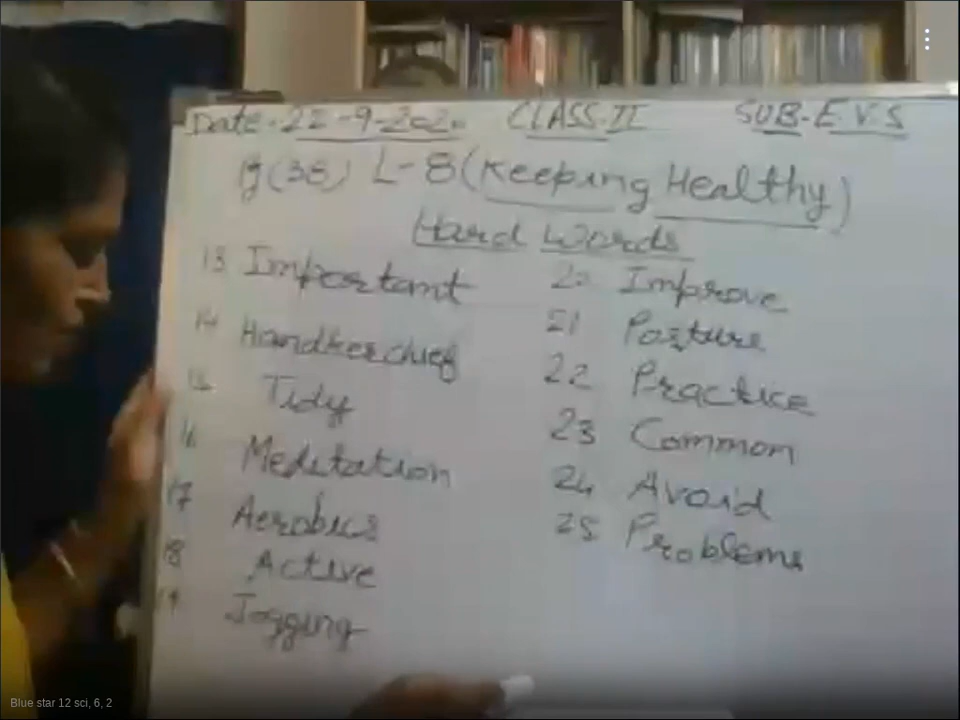 Date - 22 - 9 - 2020 CLASS-II SUB-E.V.S
Pg (38) L-8 (Keeping Healthy)
Hard Words
13 Important
14 Handkerchief
15 Tidy
16 Meditation
17 Aerobics
18 Active
19 Jogging
20 Improve
21 Posture
22 Practice
23 Common
24 Avoid
25 Problems
Blue star 12 sci, 6, 2